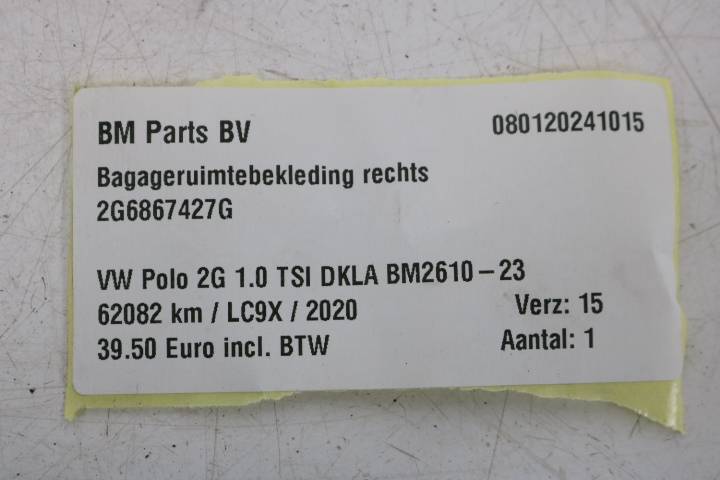 BM Parts BV 080120241015
Bagageruimtebekleding rechts
2G6867427G
VW Polo 2G 1.0 TSI DKLA BM2610-23
62082 km / LC9X / 2020 Verz: 15
39.50 Euro incl. BTW Aantal: 1